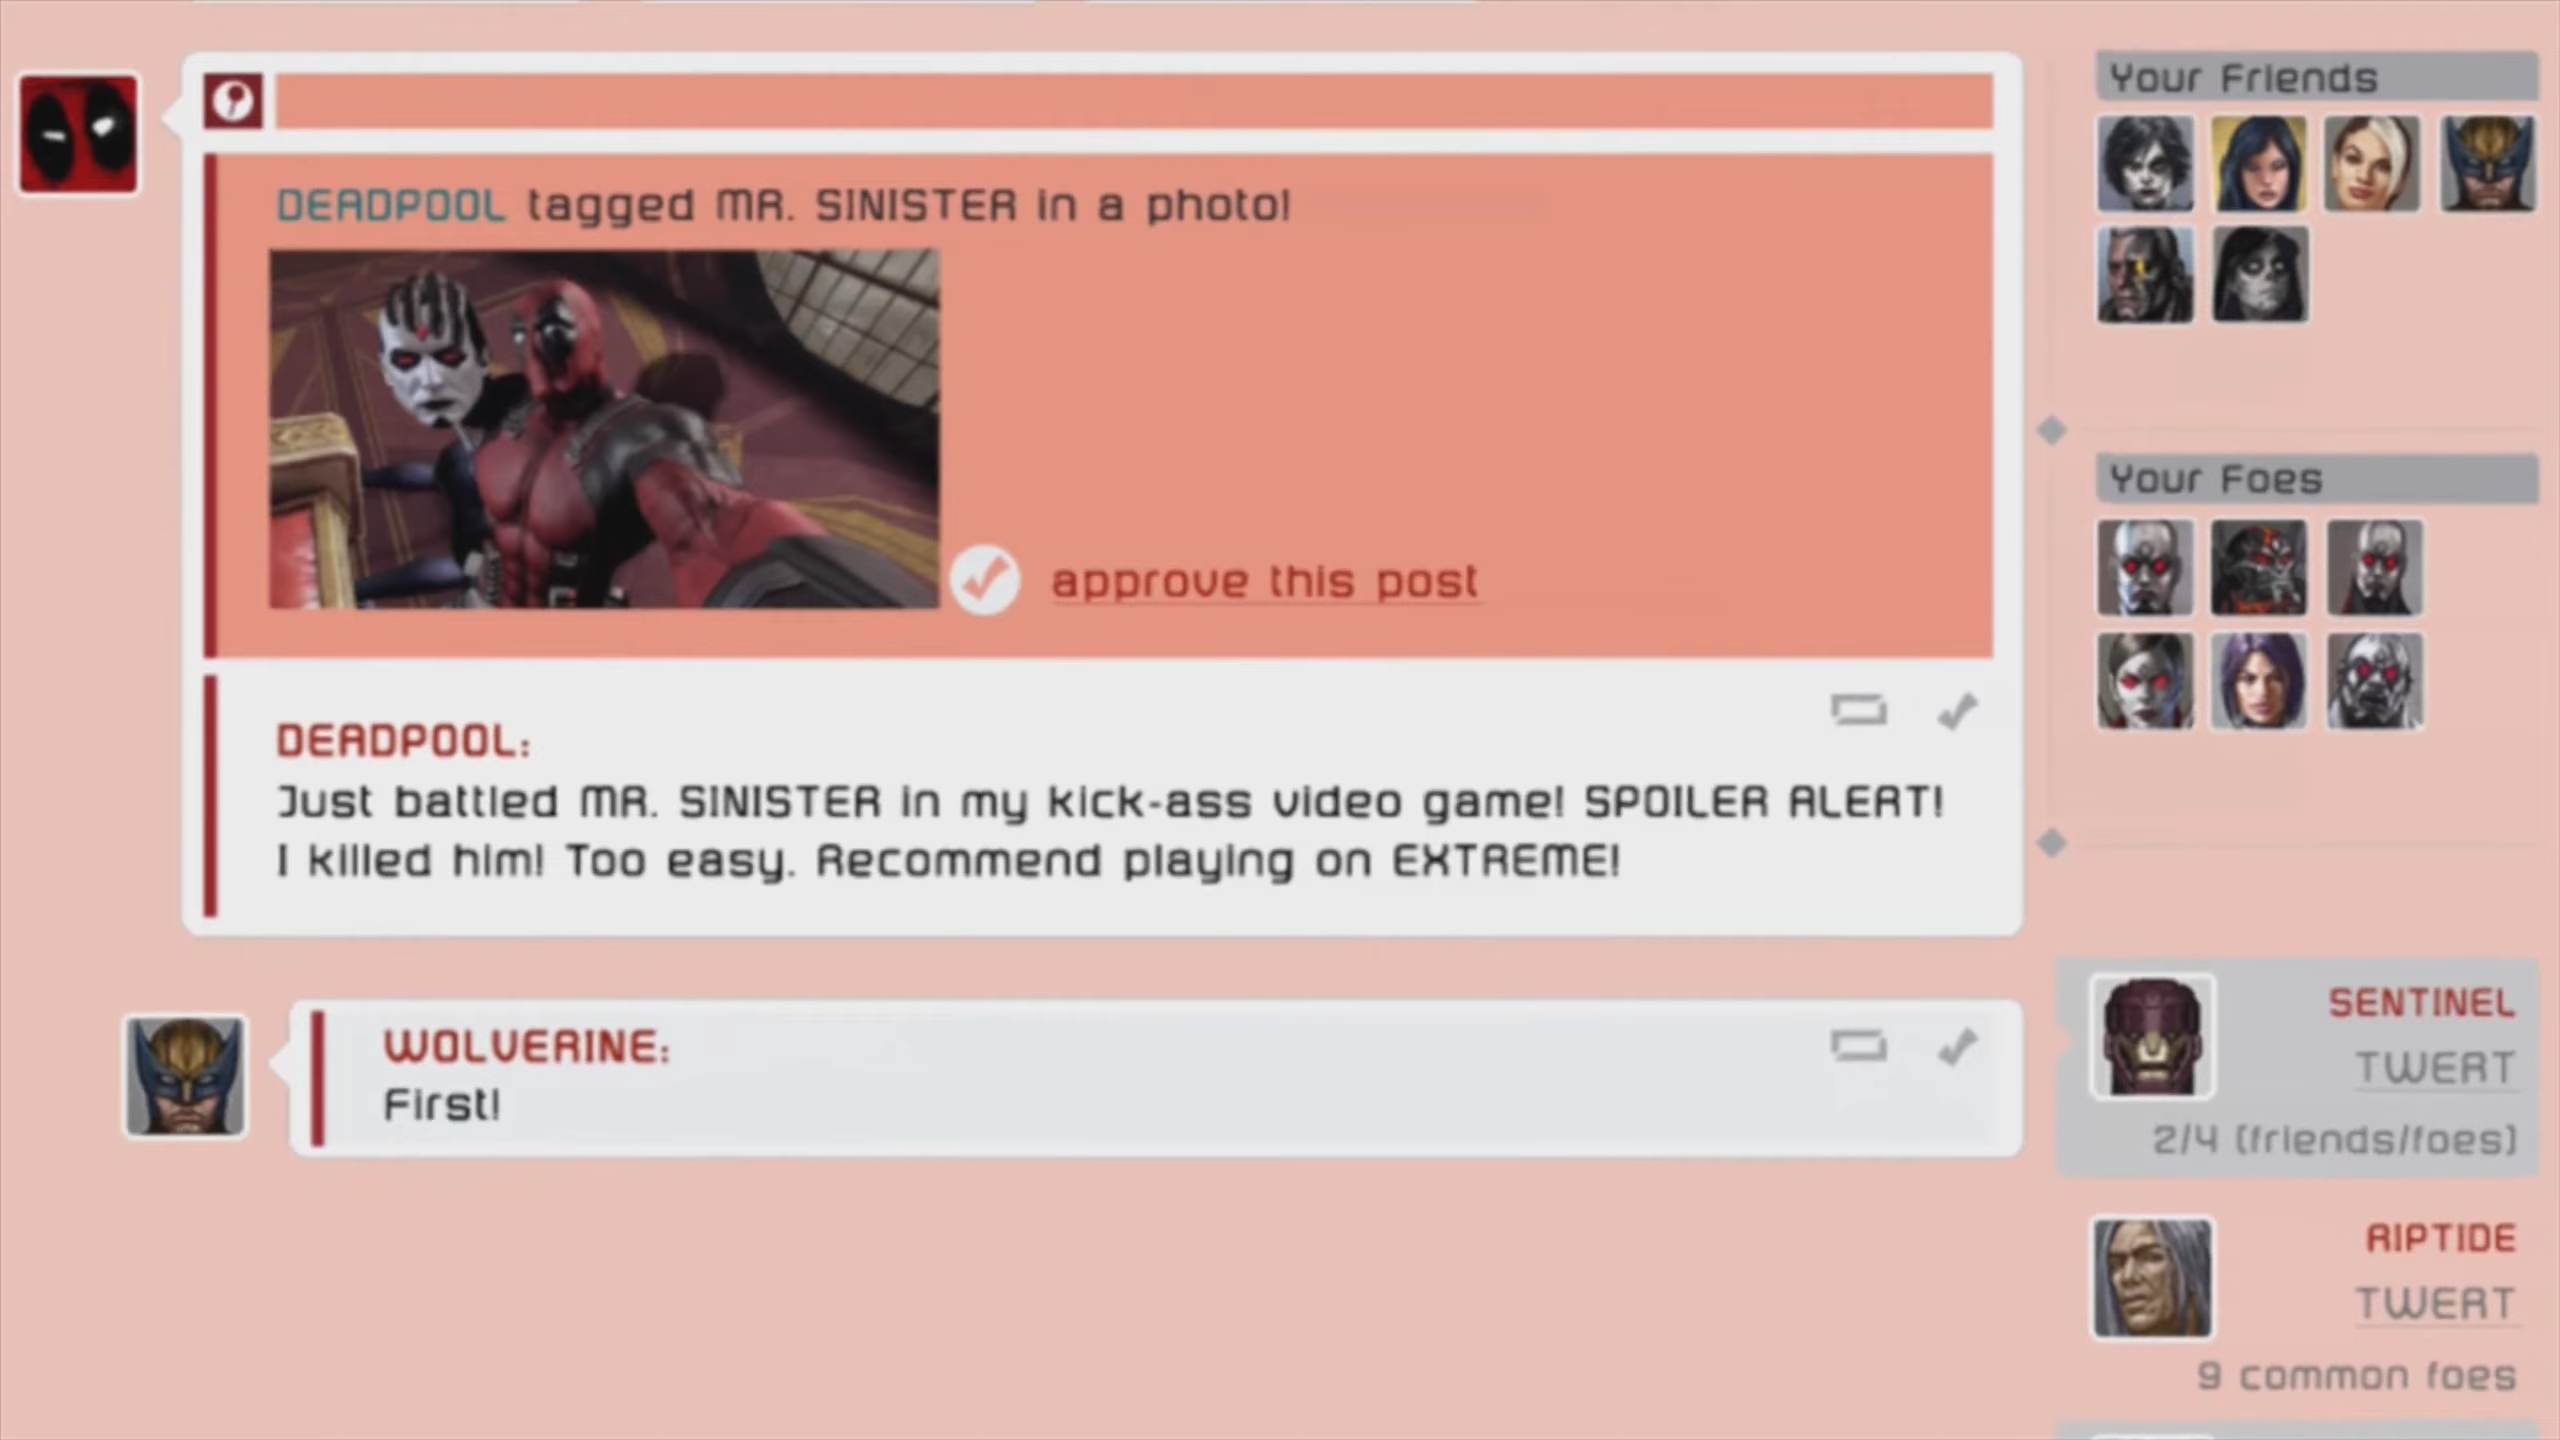 DEADPOOL tagged MR. SINISTER in a photo!
approve this post
DEADPOOL:
Just battled MR. SINISTER in my kick-ass video game! SPOILER ALERT!
I killed him! Too easy. Recommend playing on EXTREME!
WOLVERINE:
First!
Your Friends
Your Foes
SENTINEL
TWERT
2/4 (friends/foes)
RIPTIDE
TWERT
9 common foes